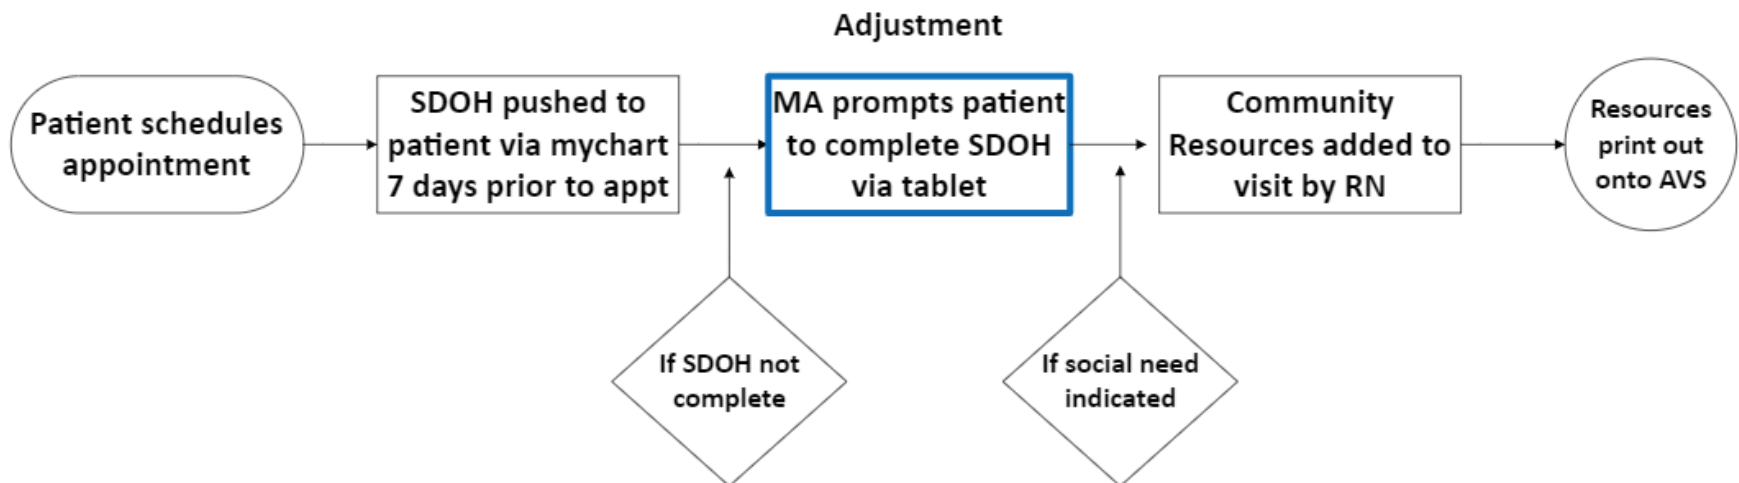 Adjustment
Patient schedules
appointment
SDOH pushed to
patient via mychart
7 days prior to appt
MA prompts patient
to complete SDOH
via tablet
Community
Resources added to
visit by RN
Resources
print out
onto AVS
If SDOH not
complete
If social need
indicated